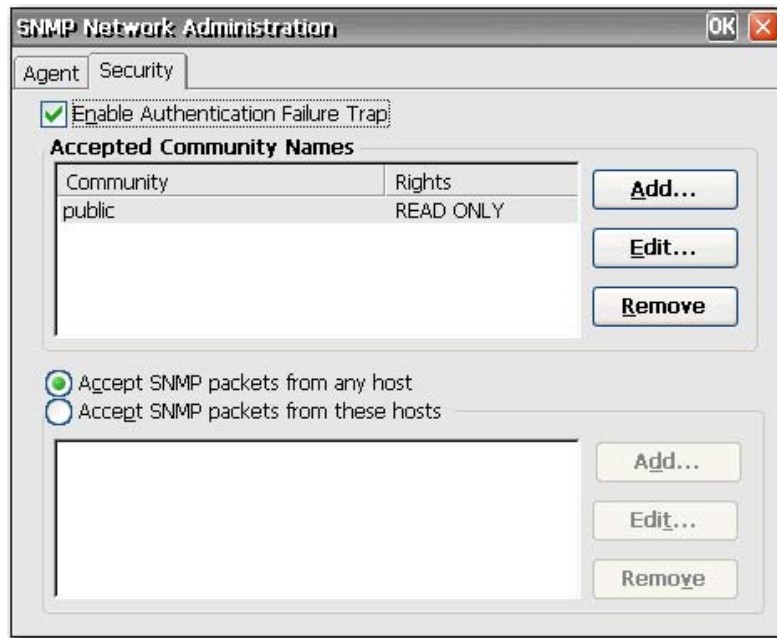 SNMP Network Administration OK
Agent Security
Enable Authentication Failure Trap
Accepted Community Names
Community Rights
public READ ONLY
Add...
Edit...
Remove
Accept SNMP packets from any host
Accept SNMP packets from these hosts
Add...
Edit...
Remove